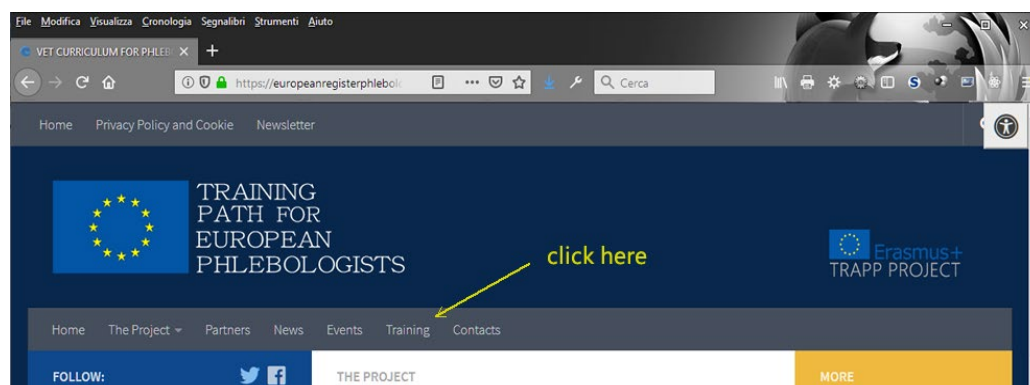 File Modifica Visualizza Cronologia Segnalibri Strumenti Aiuto
VET CURRICULUM FOR PHLEB
https://europeanregisterphlebolo
Cerca
Home Privacy Policy and Cookie Newsletter
TRAINING
PATH FOR
EUROPEAN
PHLEBOLOGISTS
click here
Erasmus+
TRAPP PROJECT
Home The Project Partners News Events Training Contacts
FOLLOW:
THE PROJECT
MORE